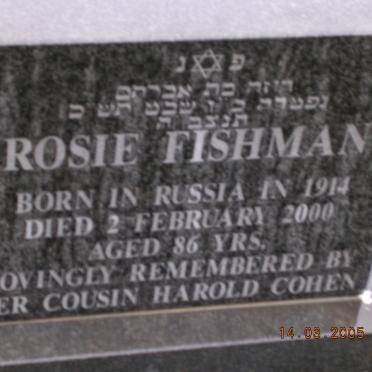 פ נ
רוזה בת אברהם
נפטרה כ״ו שבט תש״ס
תנצב״ה
ROSIE FISHMAN
BORN IN RUSSIA IN 1914
DIED 2 FEBRUARY 2000
AGED 86 YRS.
OVINGLY REMEMBERED BY
ER COUSIN HAROLD COHEN
14.03.2005